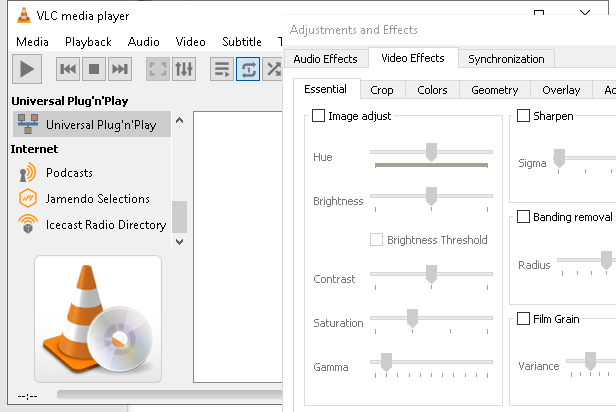 VLC media player
Media Playback Audio Video Subtitle
Universal Plug'n'Play
Universal Plug'n'Play
Internet
Podcasts
Jamendo Selections
Icecast Radio Directory
--:--
Adjustments and Effects
Audio Effects Video Effects Synchronization
Essential Crop Colors Geometry Overlay
Image adjust
Hue
Brightness
Brightness Threshold
Contrast
Saturation
Gamma
Sharpen
Sigma
Banding removal
Radius
Film Grain
Variance